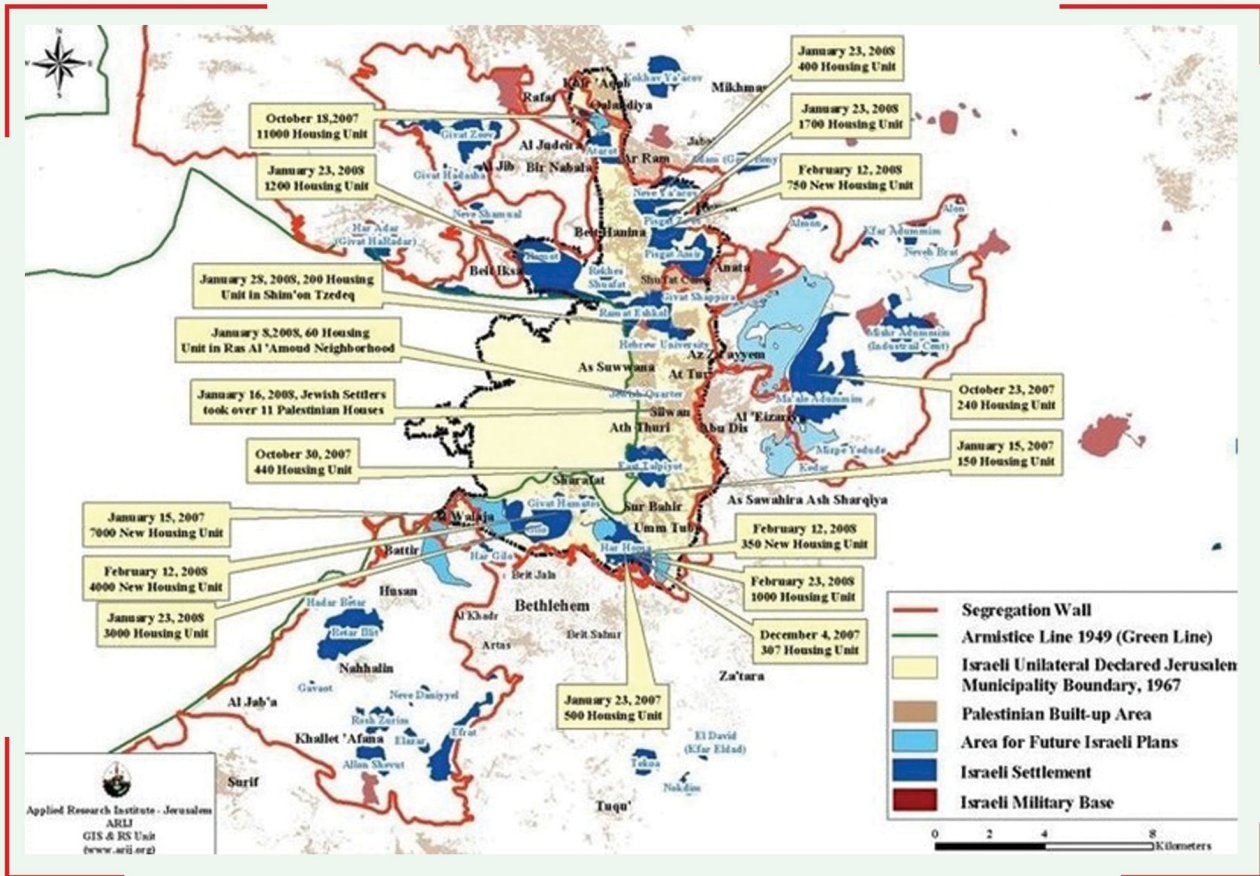 N
Kokhav Ya'acov
Kafr 'Aqab
Mikhmas
January 23, 2008
400 Housing Unit
Rafat
Qalandiya
October 18,2007
11000 Housing Unit
January 23, 2008
1700 Housing Unit
Givat Zeev
Al Judeira
Atarot
Ar Ram
Al Jib
Bir Nabala
January 23, 2008
1200 Housing Unit
February 12, 2008
750 New Housing Unit
Givat Hadasha
Neve Ya'acov
Neve Shamual
Almon
Alon
Har Adar
(Givat HaRadar)
Beit Hanina
Kfar Adummim
Neveh Brat
Ramot
Pisgat Amir
Beit Iksa
Rekhes
Shuafat
Anata
January 28, 2008, 200 Housing
Unit in Shim'on Tzedeq
Givat Shappira
Ramat Eshkol
Mishr Adummim
(Industrail Cent)
January 8,2008, 60 Housing
Unit in Ras Al 'Amoud Neighborhood
Hebrew University
Az Za'ayyem
As Suwwana
At Tur
January 16, 2008, Jewish Settlers
took over 11 Palestinian Houses
Jewish Quarter
Ma'ale Adummim
October 23, 2007
240 Housing Unit
Silwan
Al 'Eizariya
Ath Thuri
Abu Dis
October 30, 2007
440 Housing Unit
January 15, 2007
150 Housing Unit
Mizpe Yedude
East Talpiyot
Kedar
Sharafat
As Sawahira Ash Sharqiya
Givat Hamatos
Sur Bahir
January 15, 2007
7000 New Housing Unit
Al Walaja
Gilo
Umm Tuba
February 12, 2008
350 New Housing Unit
Battir
Har Gilo
Har Homa
February 12, 2008
4000 New Housing Unit
Beit Jala
February 23, 2008
1000 Housing Unit
Husan
Hadar Betar
Bethlehem
January 23, 2008
3000 Housing Unit
Al Khadr
Betar Illit
Beit Sahur
December 4, 2007
307 Housing Unit
Artas
Nahhalin
Za'tara
Gavaot
January 23, 2007
500 Housing Unit
Neve Daniyyel
Al Jab'a
Rosh Zurim
Khallet 'Afana
Elazar
Efrat
Allon Shevut
El David
(Kfar Eldad)
Tekoa
Nokdim
Surif
Tuqu'
Segregation Wall
Armistice Line 1949 (Green Line)
Israeli Unilateral Declared Jerusalem
Municipality Boundary, 1967
Palestinian Built-up Area
Area for Future Israeli Plans
Israeli Settlement
Israeli Military Base
0 2 4 8
Kilometers
Applied Research Institute - Jerusalem
ARIJ
GIS & RS Unit
(www.arij.org)